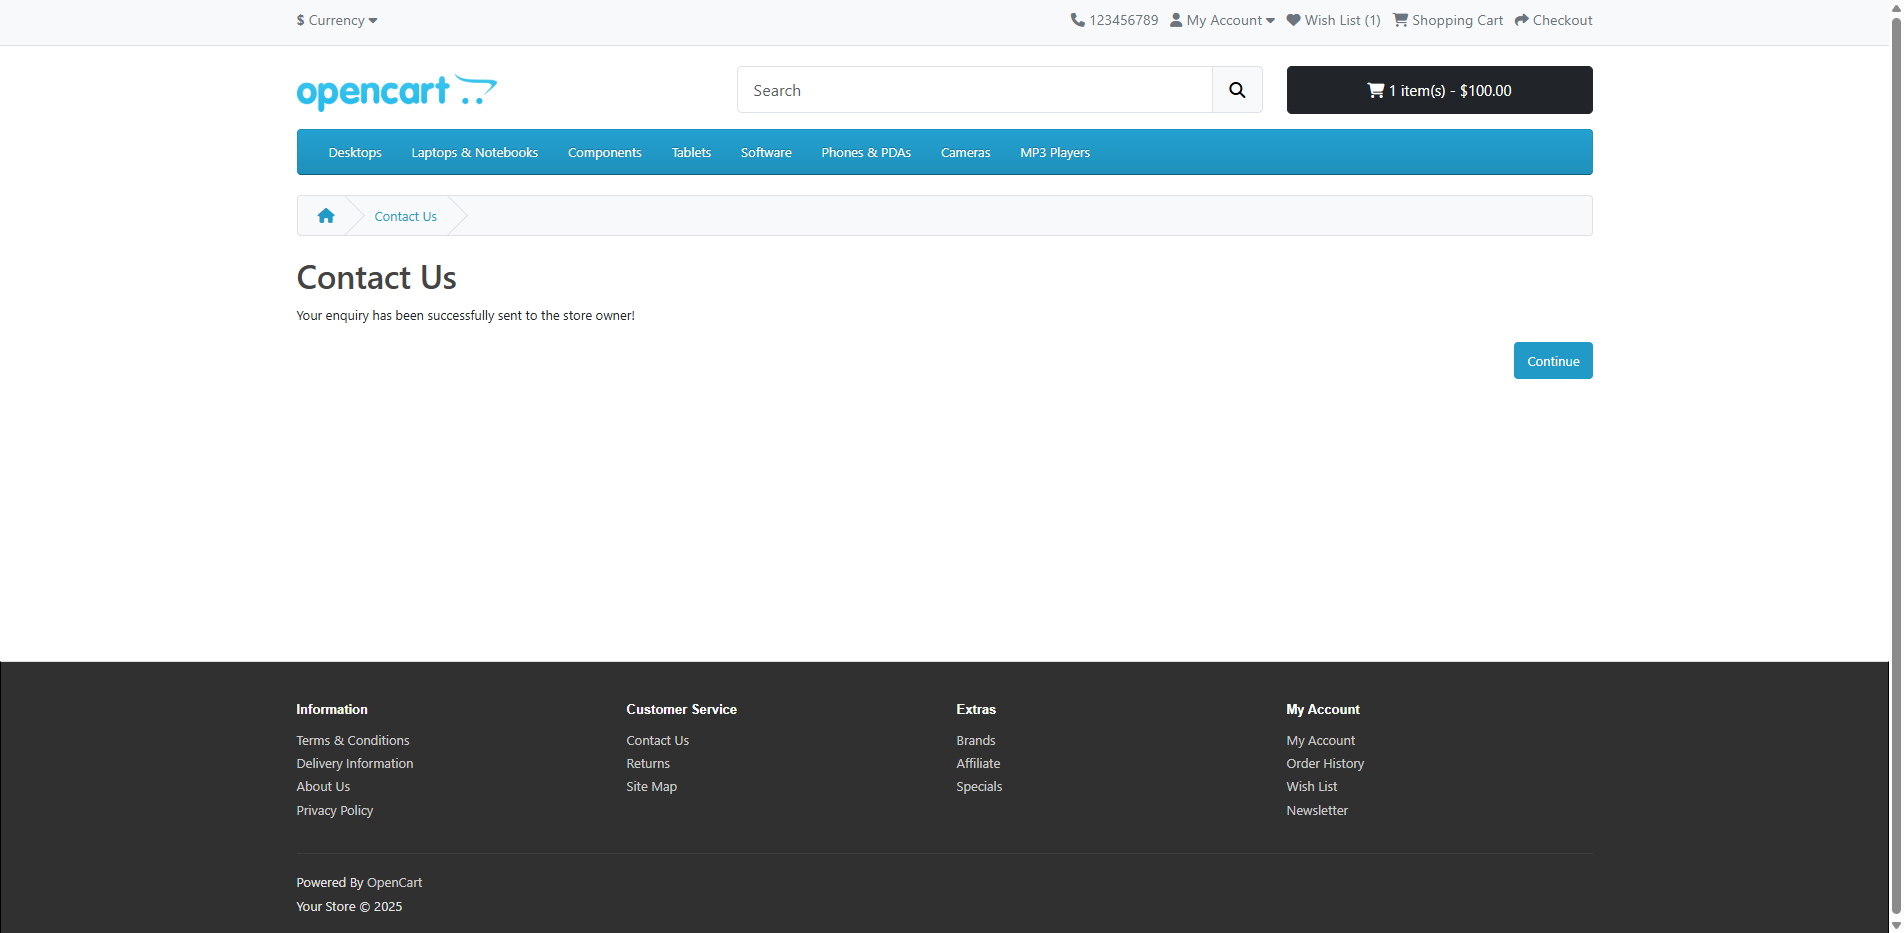 $ Currency
123456789 My Account Wish List (1) Shopping Cart Checkout
opencart
Search
1 item(s) - $100.00
Desktops Laptops & Notebooks Components Tablets Software Phones & PDAs Cameras MP3 Players
Contact Us
Contact Us
Your enquiry has been successfully sent to the store owner!
Continue
Information
Terms & Conditions
Delivery Information
About Us
Privacy Policy
Customer Service
Contact Us
Returns
Site Map
Extras
Brands
Affiliate
Specials
My Account
My Account
Order History
Wish List
Newsletter
Powered By OpenCart
Your Store © 2025